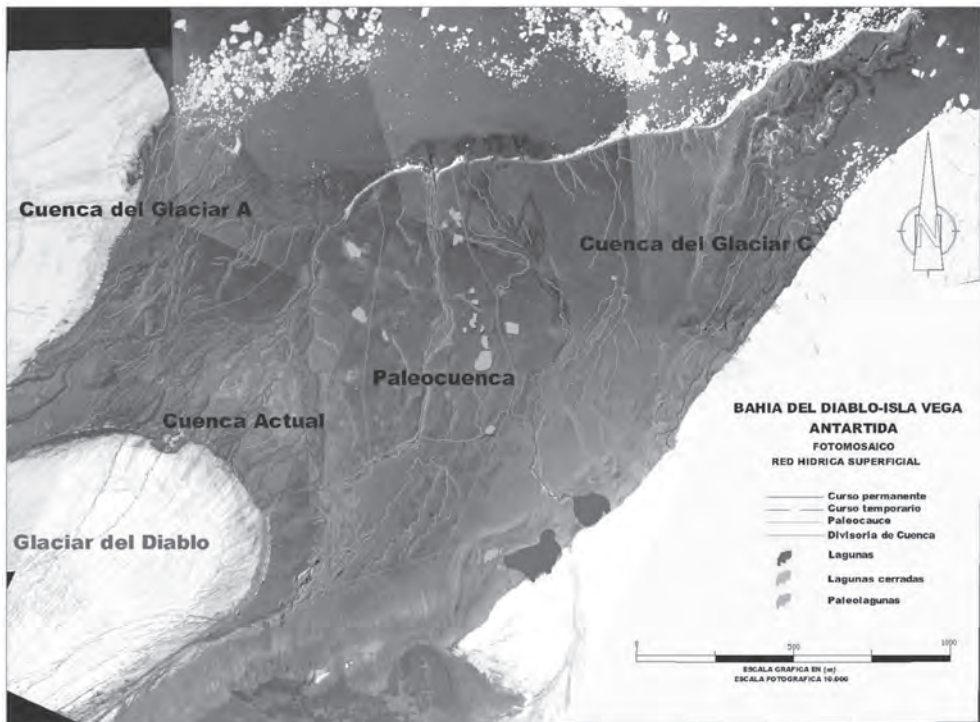 Cuenca del Glaciar A
Cuenca del Glaciar C
N
Paleocuenca
Cuenca Actual
Glaciar del Diablo
BAHIA DEL DIABLO-ISLA VEGA
ANTARTIDA
FOTOMOSAICO
RED HIDRICA SUPERFICIAL
Curso permanente
Curso temporario
Paleocauce
Divisoria de Cuenca
Lagunas
Lagunas cerradas
Paleolagunas
0 500 1000
ESCALA GRAFICA EN (m)
ESCALA FOTOGRAFICA 10.000